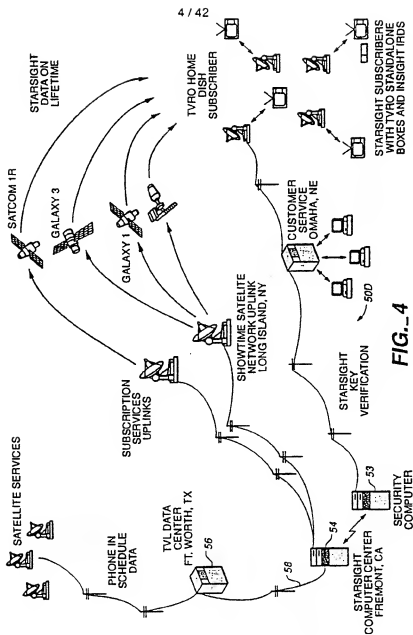 4 / 42
SATELLITE SERVICES
PHONE IN
SCHEDULE
DATA
TVL DATA
CENTER
FT. WORTH, TX
56
58
54
STARSIGHT
COMPUTER CENTER
FREMONT, CA
53
SECURITY
COMPUTER
SUBSCRIPTION
SERVICES
UPLINKS
SHOWTIME SATELITE
NETWORK UPLINK
LONG ISLAND, NY
STARSIGHT
KEY
VERIFICATION
SATCOM 1R
GALAXY 3
GALAXY 1
STARSIGHT
DATA ON
LIFETIME
TVRO HOME
DISH
SUBSCRIBER
CUSTOMER
SERVICE
OMAHA, NE
50D
STARSIGHT SUBSCRIBERS
WITH TVRO STANDALONE
BOXES AND INSIGHT IRDS
FIG._4